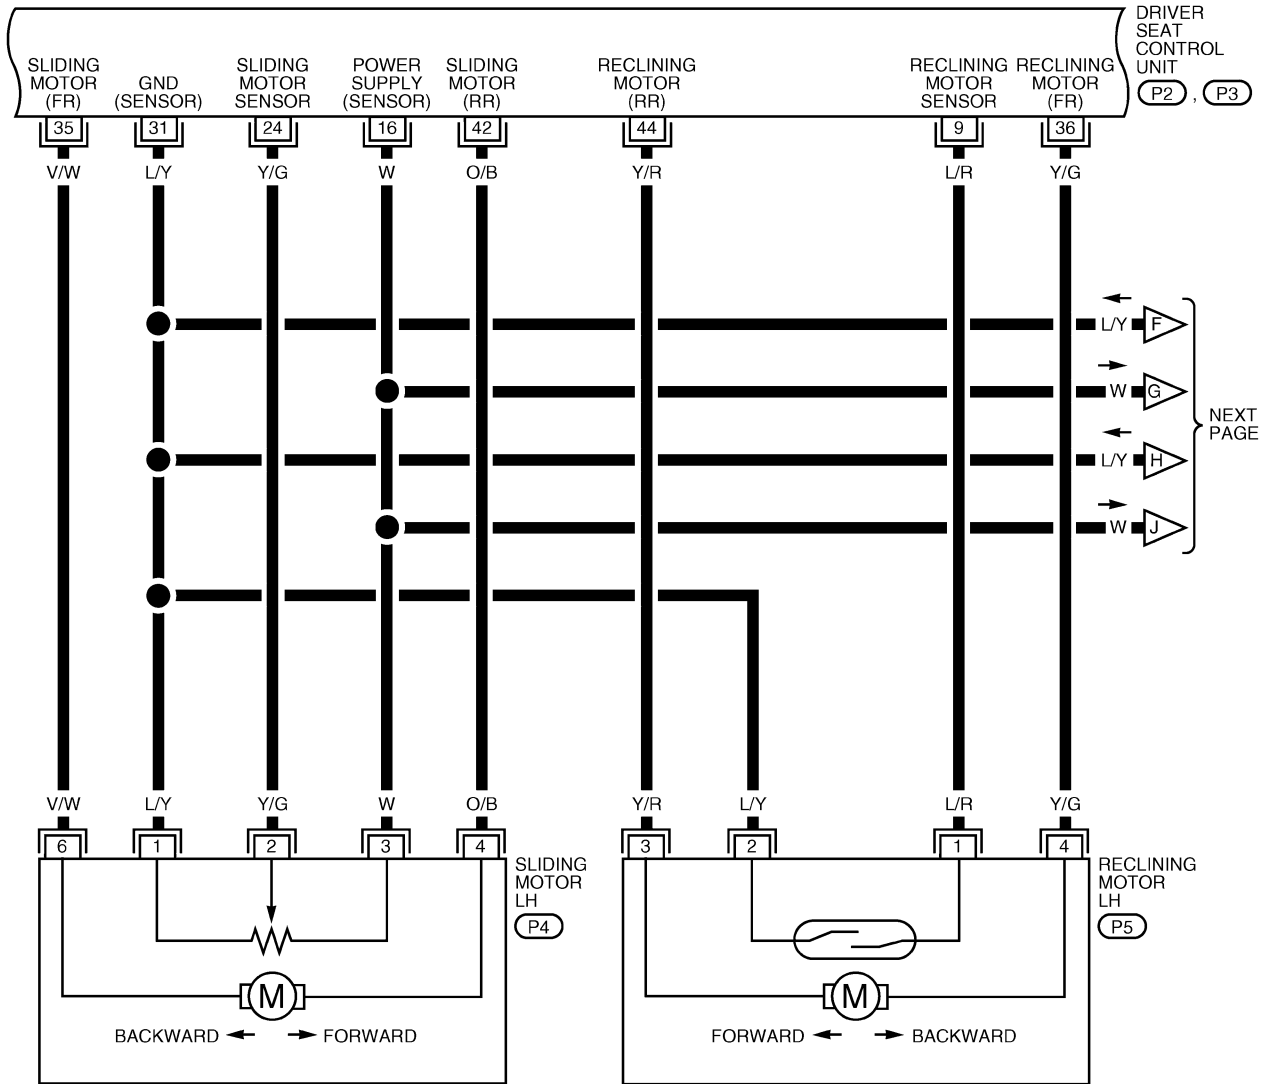 DRIVER
SEAT
CONTROL
UNIT
P2 , P3
SLIDING
MOTOR
(FR)
GND
(SENSOR)
SLIDING
MOTOR
SENSOR
POWER
SUPPLY
(SENSOR)
SLIDING
MOTOR
(RR)
RECLINING
MOTOR
(RR)
RECLINING
MOTOR
SENSOR
RECLINING
MOTOR
(FR)
35 31 24 16 42 44 9 36
V/W L/Y Y/G W O/B Y/R L/R Y/G
L/Y F
W G
NEXT
PAGE
L/Y H
W J
V/W L/Y Y/G W O/B Y/R L/Y L/R Y/G
6 1 2 3 4 3 2 1 4
SLIDING
MOTOR
LH
P4
RECLINING
MOTOR
LH
P5
M
M
BACKWARD FORWARD
FORWARD BACKWARD